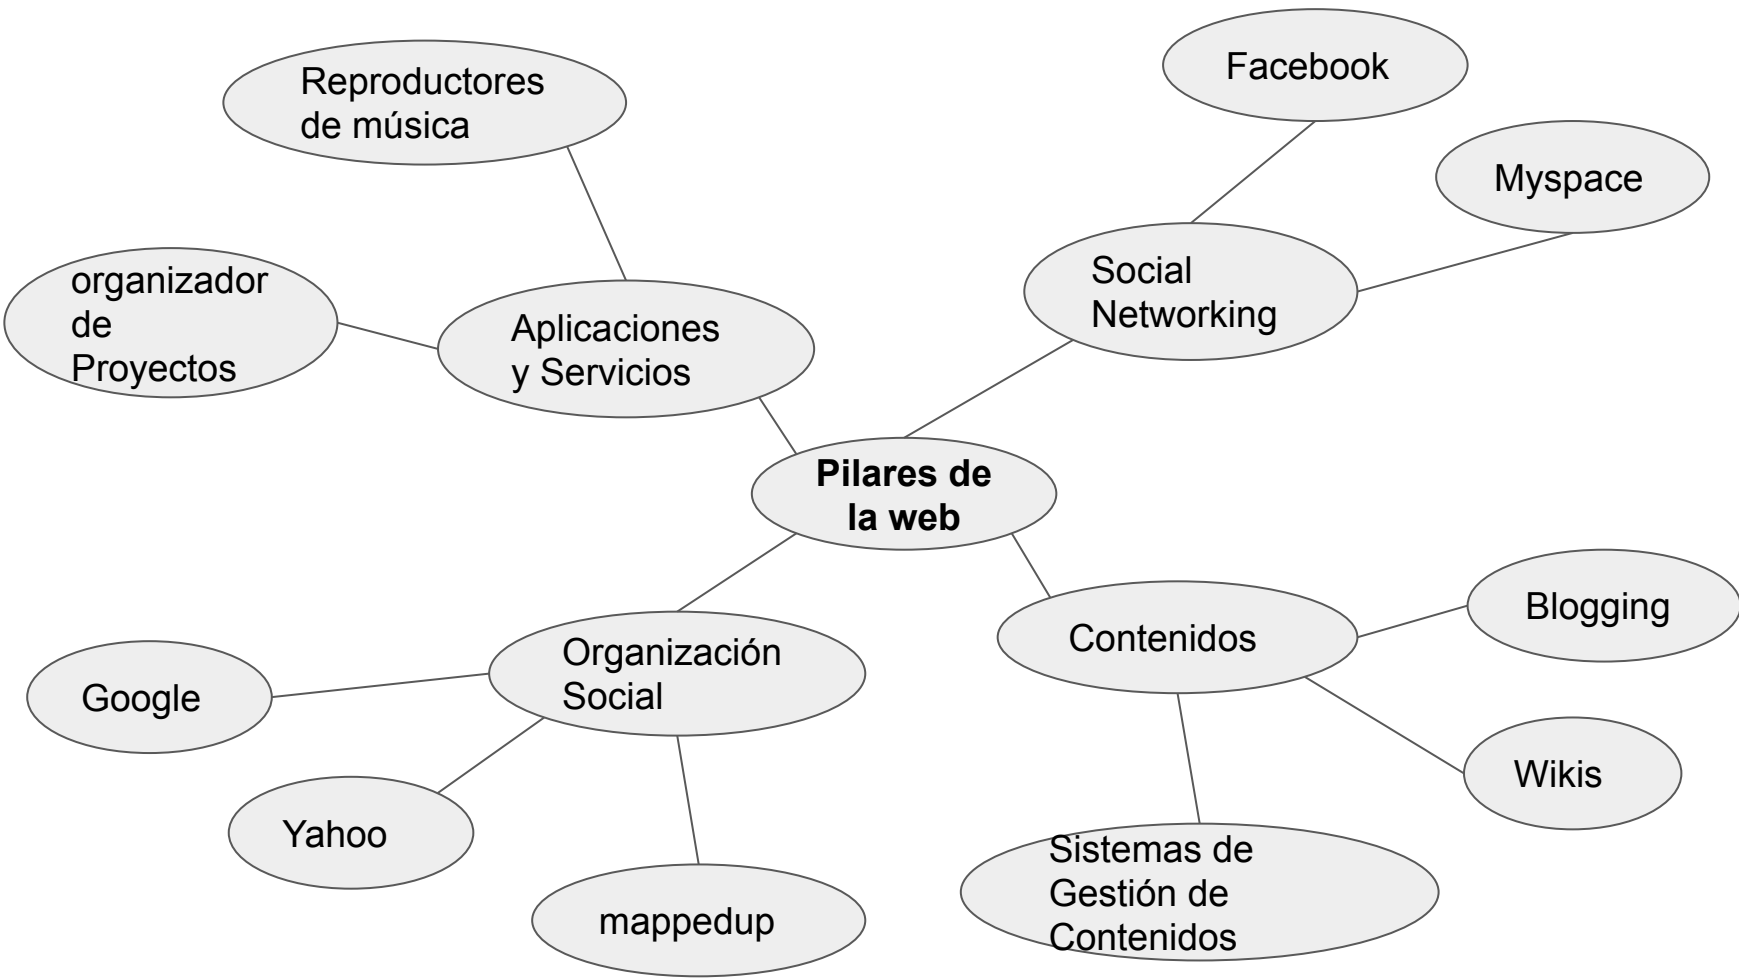 Reproductores
de música
Facebook
Myspace
organizador
de
Proyectos
Aplicaciones
y Servicios
Social
Networking
Pilares de
la web
Organización
Social
Contenidos
Blogging
Google
Wikis
Yahoo
mappedup
Sistemas de
Gestión de
Contenidos